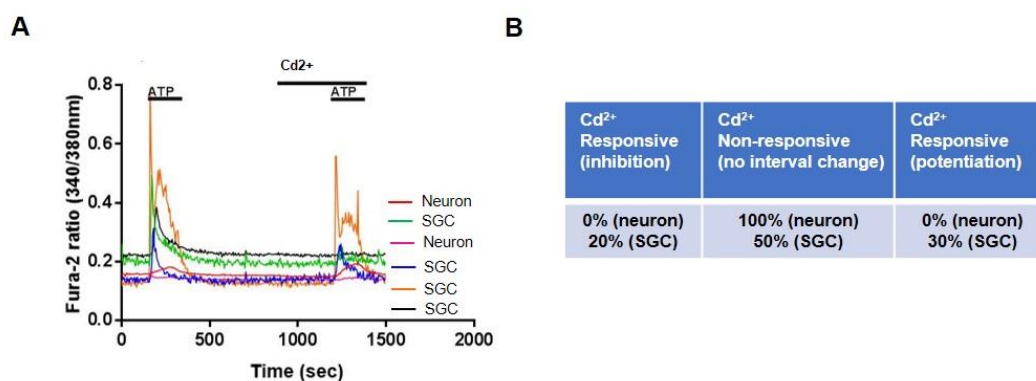 A
B
Cd2+
ATP
ATP
0.8
0.6
0.4
0.2
0.0
Fura-2 ratio (340/380nm)
0
500
1000
1500
2000
Time (sec)
Neuron
SGC
Neuron
SGC
SGC
SGC
Cd²⁺
Responsive
(inhibition)
Cd²⁺
Non-responsive
(no interval change)
Cd²⁺
Responsive
(potentiation)
0% (neuron)
20% (SGC)
100% (neuron)
50% (SGC)
0% (neuron)
30% (SGC)